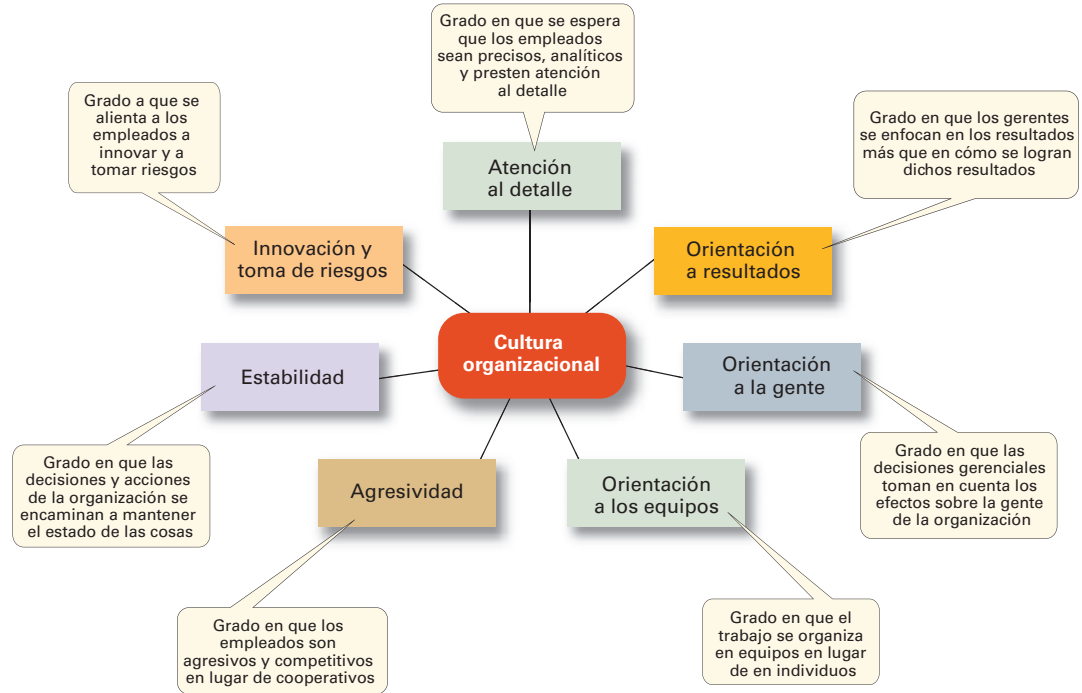 Grado en que se espera
que los empleados
sean precisos, analíticos
y presten atención
al detalle
Atención
al detalle
Grado a que se
alienta a los
empleados a
innovar y a
tomar riesgos
Innovación y
toma de riesgos
Grado en que los gerentes
se enfocan en los resultados
más que en cómo se logran
dichos resultados
Orientación
a resultados
Cultura
organizacional
Estabilidad
Grado en que las
decisiones y acciones
de la organización se
encaminan a mantener
el estado de las cosas
Orientación
a la gente
Grado en que las
decisiones gerenciales
toman en cuenta los
efectos sobre la gente
de la organización
Agresividad
Grado en que los
empleados son
agresivos y competitivos
en lugar de cooperativos
Orientación
a los equipos
Grado en que el
trabajo se organiza
en equipos en lugar
de en individuos